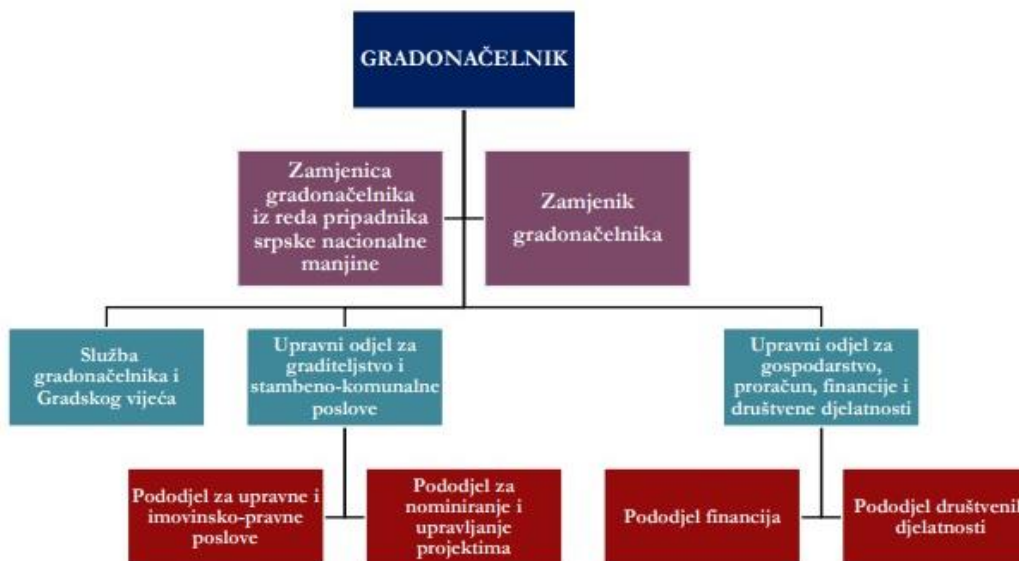 GRADONAČELNIK
Zamjenica
gradonačelnika
iz reda pripadnika
srpske nacionalne
manjine
Zamjenik
gradonačelnika
Služba
gradonačelnika i
Gradskog vijeća
Upravni odjel za
graditeljstvo i
stambeno-komunalne
poslove
Upravni odjel za
gospodarstvo,
proračun, financije i
društvene djelatnosti
Pododjel za upravne i
imovinsko-pravne
poslove
Pododjel za
nominiranje i
upravljanje
projektima
Pododjel financija
Pododjel društvenih
djelatnosti